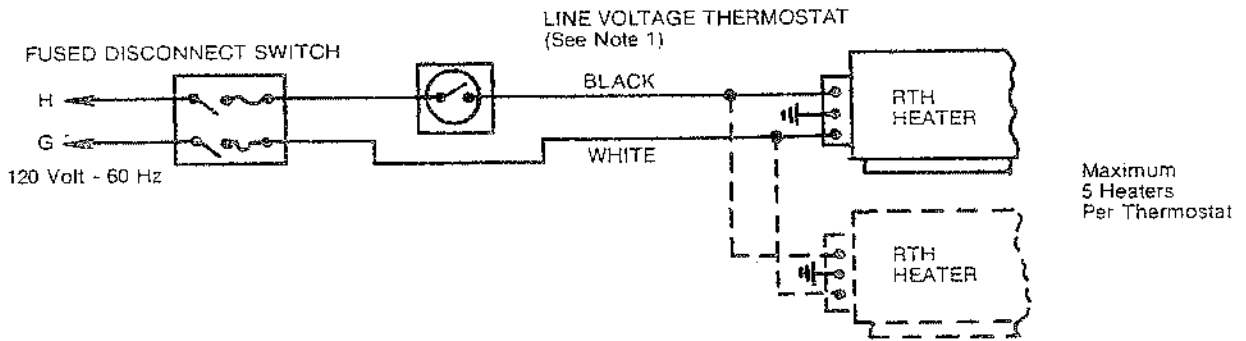 LINE VOLTAGE THERMOSTAT
(See Note 1)
FUSED DISCONNECT SWITCH
BLACK
H
RTH
HEATER
G
WHITE
120 Volt - 60 Hz
Maximum
5 Heaters
Per Thermostat
RTH
HEATER